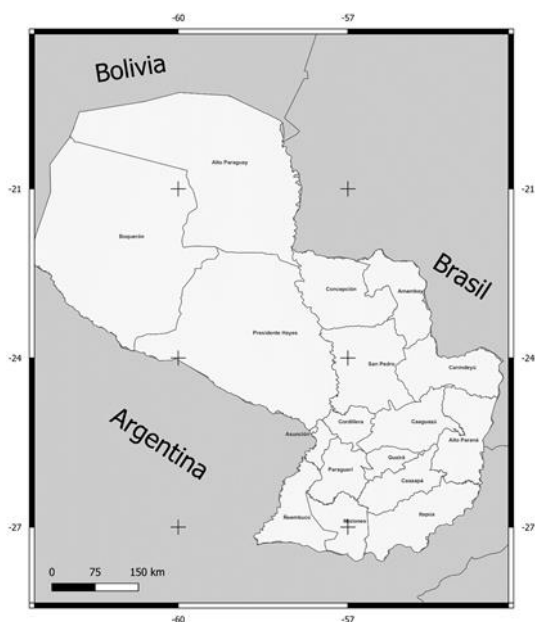 -60 -57
Bolivia
Alto Paraguay
-21 -21
Boquerón
Brasil
Concepción
Amambay
Presidente Hayes
-24 -24
San Pedro
Canindeyú
Argentina
Cordillera
Caaguazú
Asunción
Alto Paraná
Guairá
Paraguarí
Caazapá
Ñeembucú
Misiones
Itapúa
-27 -27
0 75 150 km
-60 -57